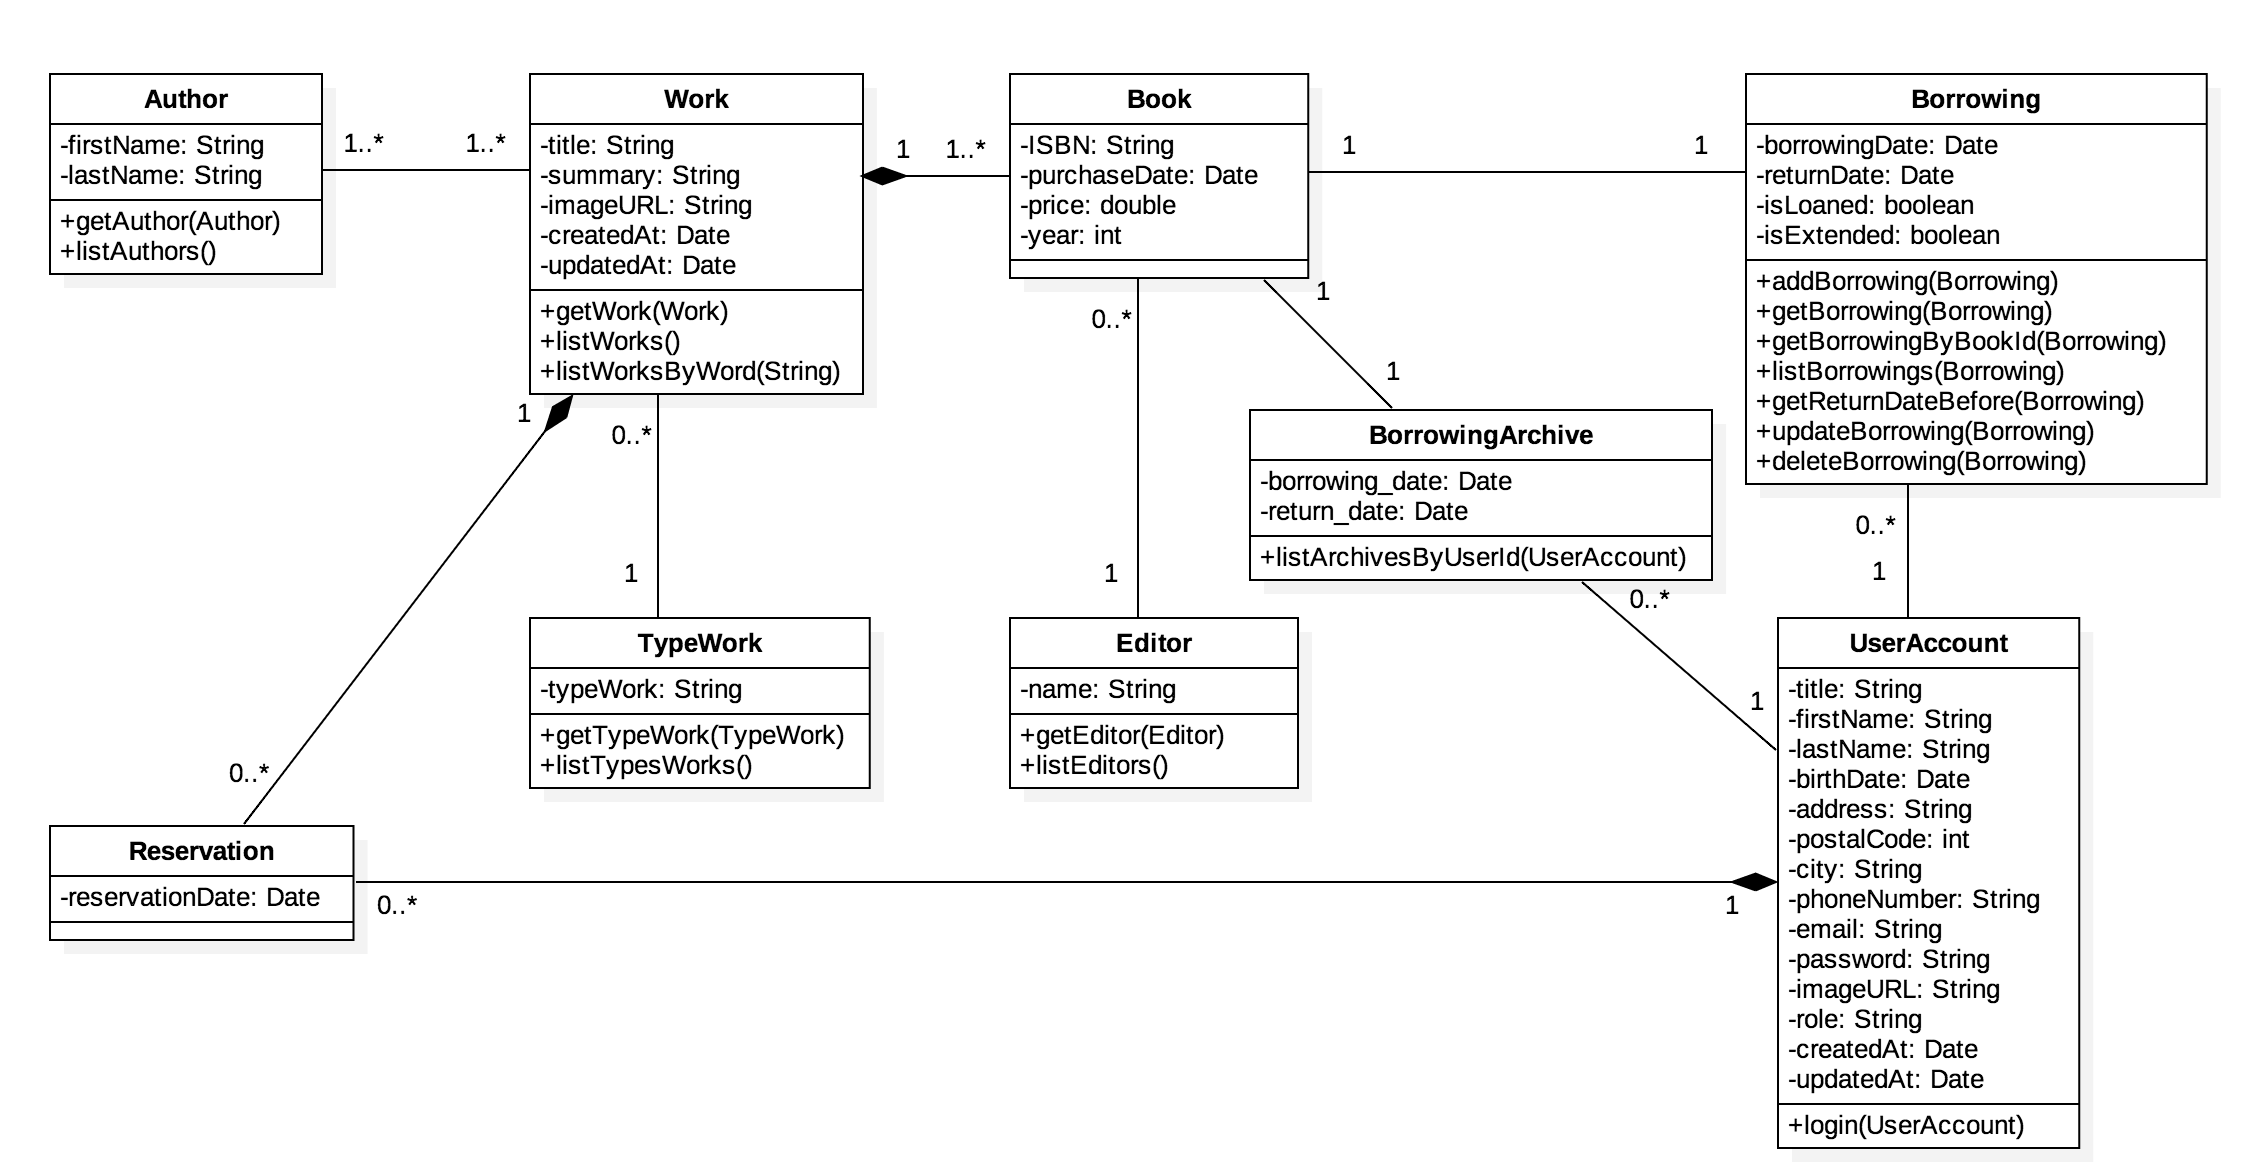 Author
-firstName: String
-lastName: String
+getAuthor(Author)
+listAuthors()
1..*
1..*
Work
-title: String
-summary: String
-imageURL: String
-createdAt: Date
-updatedAt: Date
+getWork(Work)
+listWorks()
+listWorksByWord(String)
1
1..*
Book
-ISBN: String
-purchaseDate: Date
-price: double
-year: int
1
1
Borrowing
-borrowingDate: Date
-returnDate: Date
-isLoaned: boolean
-isExtended: boolean
+addBorrowing(Borrowing)
+getBorrowing(Borrowing)
+getBorrowingByBookId(Borrowing)
+listBorrowings(Borrowing)
+getReturnDateBefore(Borrowing)
+updateBorrowing(Borrowing)
+deleteBorrowing(Borrowing)
1
0..*
0..*
1
1
BorrowingArchive
-borrowing_date: Date
-return_date: Date
+listArchivesByUserId(UserAccount)
0..*
1
1
1
0..*
1
TypeWork
-typeWork: String
+getTypeWork(TypeWork)
+listTypesWorks()
Editor
-name: String
+getEditor(Editor)
+listEditors()
UserAccount
-title: String
-firstName: String
-lastName: String
-birthDate: Date
-address: String
-postalCode: int
-city: String
-phoneNumber: String
-email: String
-password: String
-imageURL: String
-role: String
-createdAt: Date
-updatedAt: Date
+login(UserAccount)
0..*
Reservation
-reservationDate: Date
0..*
1